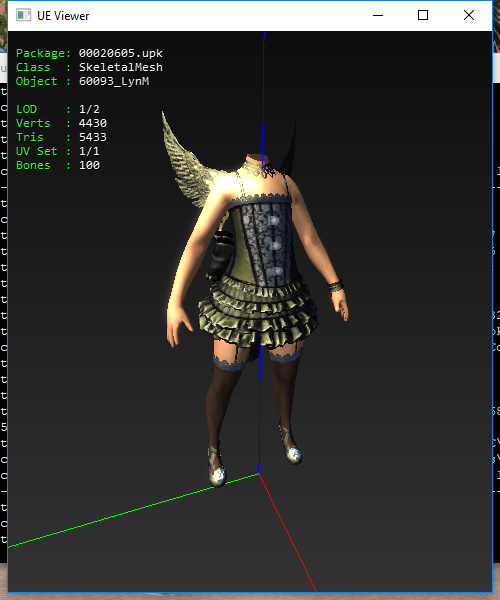 UE Viewer
Package: 00020605.upk
Class  : SkeletalMesh
Object : 60093_LynM
LOD    : 1/2
Verts  : 4430
Tris   : 5433
UV Set : 1/1
Bones  : 100